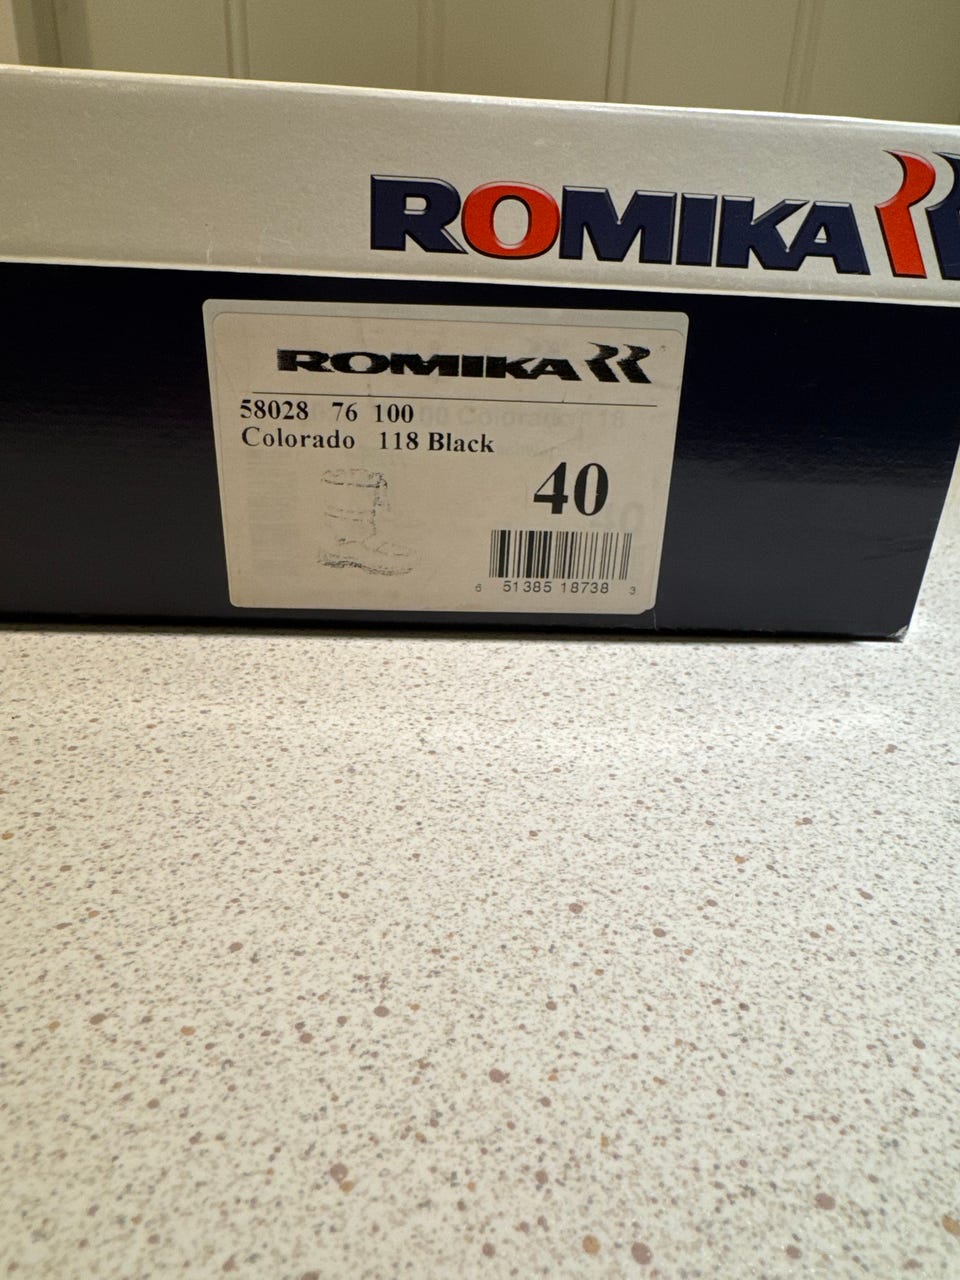 ROMIKA
ROMIKA
58028 76 100
Colorado 118 Black
40
6 51385 18738 3